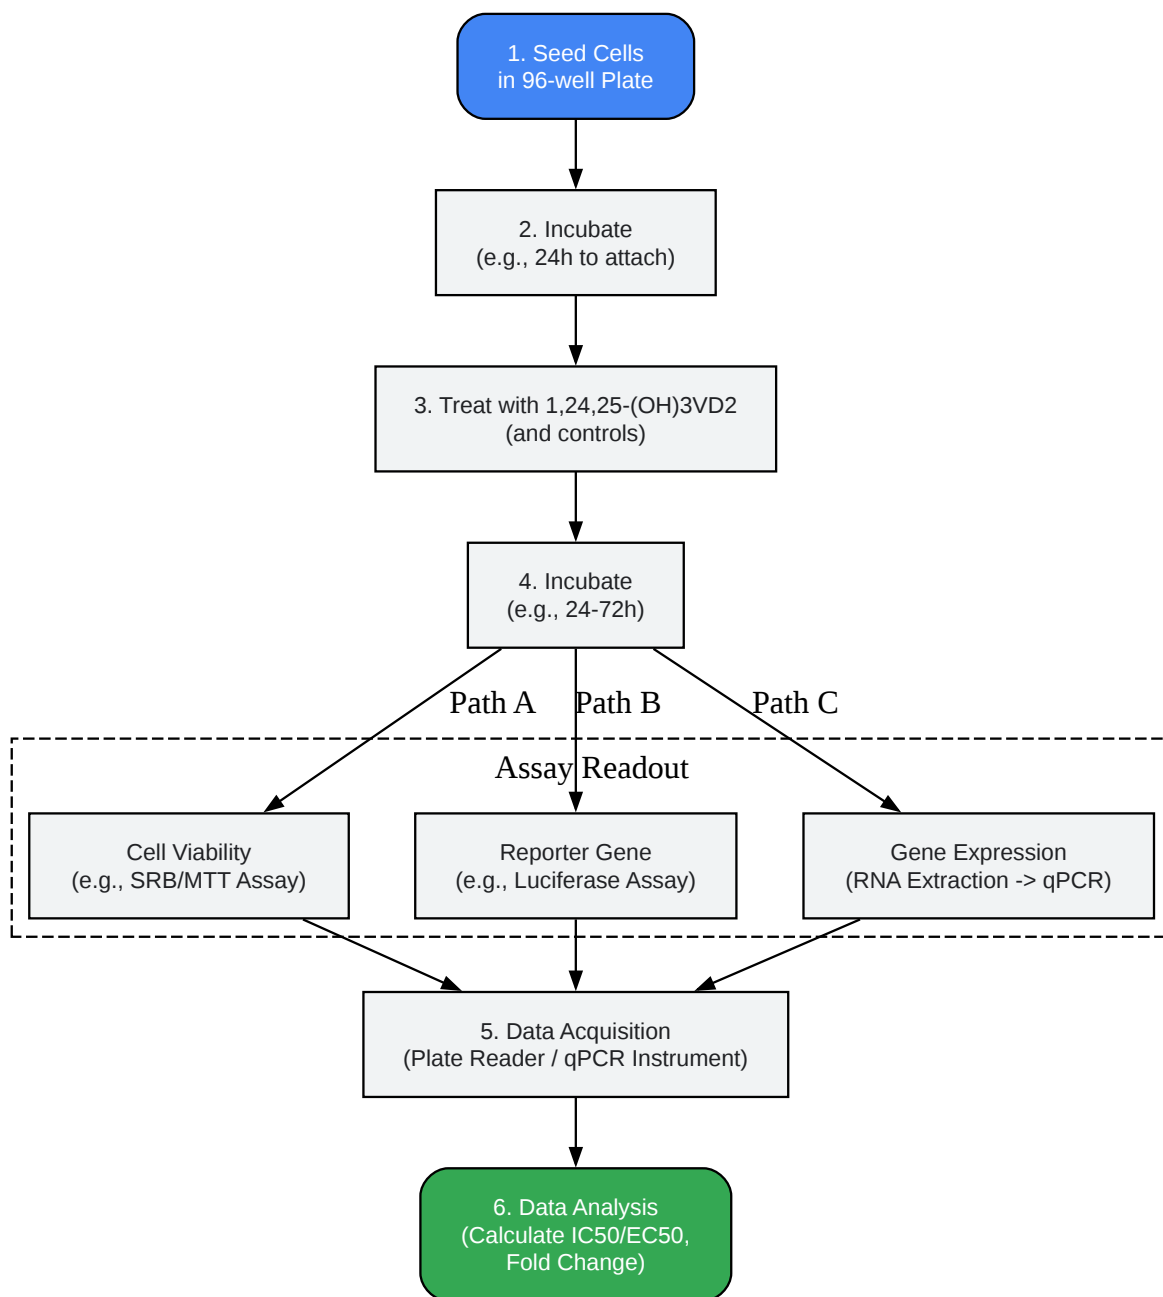 1. Seed Cells
in 96-well Plate
2. Incubate
(e.g., 24h to attach)
3. Treat with 1,24,25-(OH)3VD2
(and controls)
4. Incubate
(e.g., 24-72h)
Path A
Path B
Path C
Assay Readout
Cell Viability
(e.g., SRB/MTT Assay)
Reporter Gene
(e.g., Luciferase Assay)
Gene Expression
(RNA Extraction -> qPCR)
5. Data Acquisition
(Plate Reader / qPCR Instrument)
6. Data Analysis
(Calculate IC50/EC50,
Fold Change)